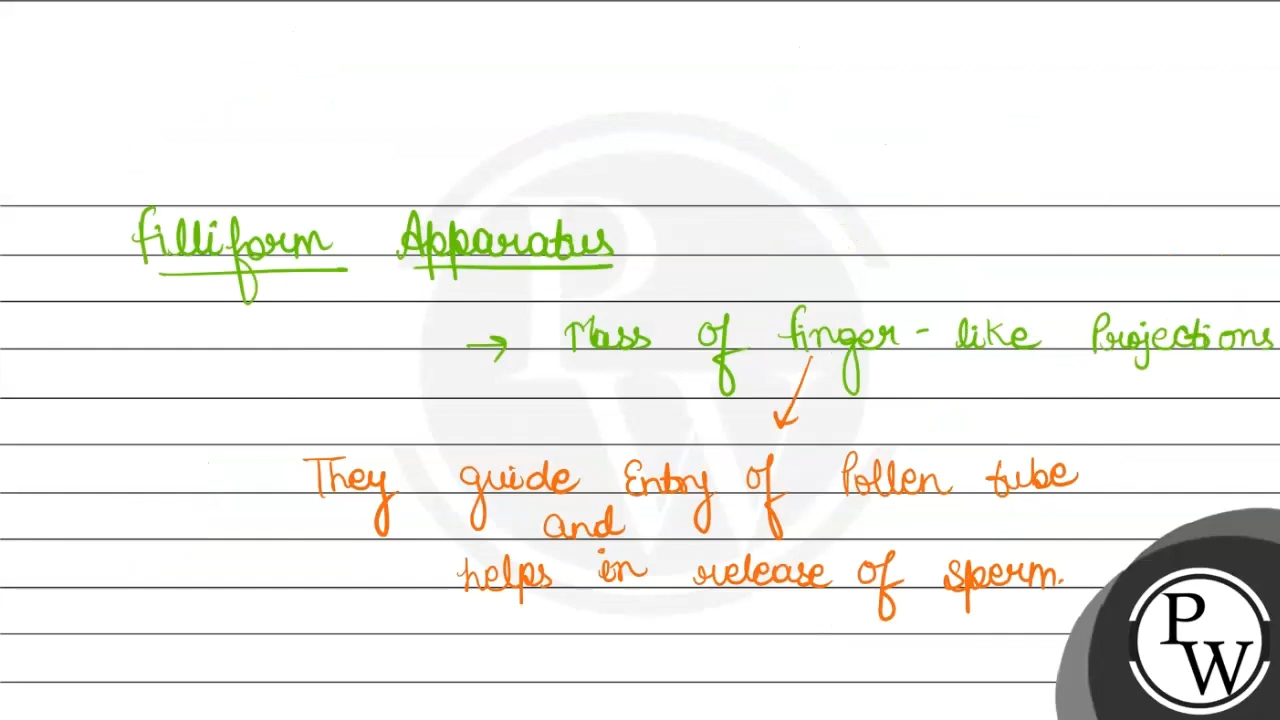 filliform Apparatus
→ Mass of finger-like Projections
They guide Entry of Pollen tube
and
helps in release of sperm.
P
W
P
W